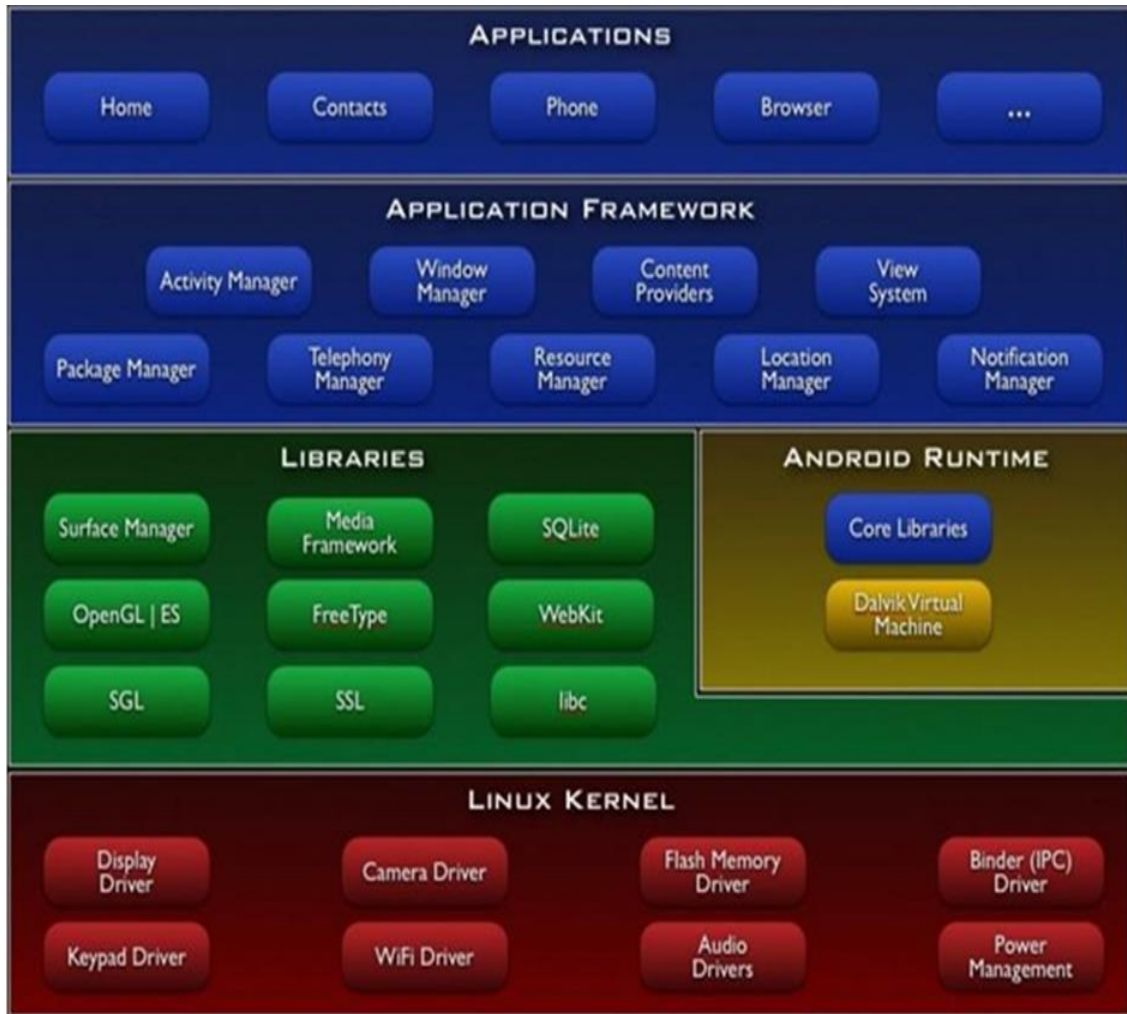 APPLICATIONS
Home
Contacts
Phone
Browser
...
APPLICATION FRAMEWORK
Activity Manager
Window
Manager
Content
Providers
View
System
Package Manager
Telephony
Manager
Resource
Manager
Location
Manager
Notification
Manager
LIBRARIES
Surface Manager
Media
Framework
SQLite
OpenGL | ES
FreeType
WebKit
SGL
SSL
libc
ANDROID RUNTIME
Core Libraries
Dalvik Virtual
Machine
LINUX KERNEL
Display
Driver
Camera Driver
Flash Memory
Driver
Binder (IPC)
Driver
Keypad Driver
WiFi Driver
Audio
Drivers
Power
Management